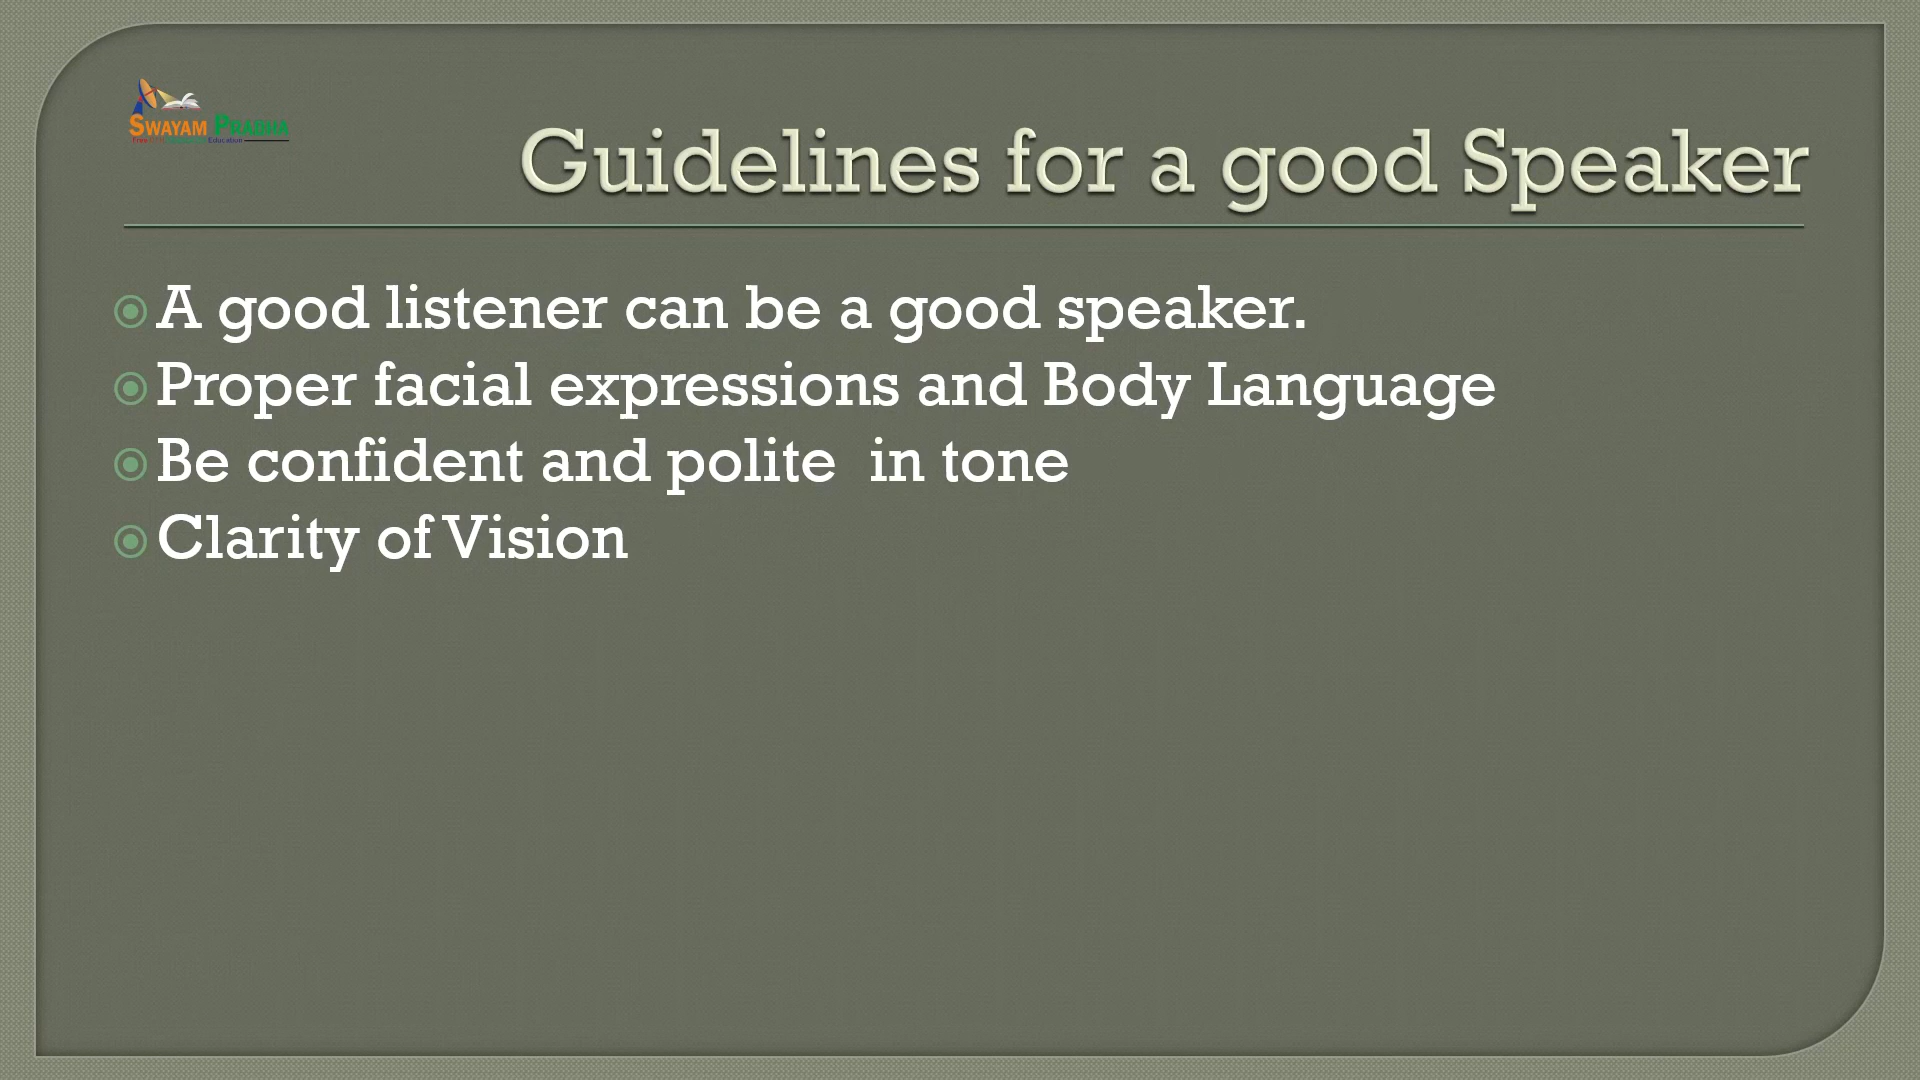 SWAYAM PRABHA
Education
Guidelines for a good Speaker
A good listener can be a good speaker.
Proper facial expressions and Body Language
Be confident and polite  in tone
Clarity of Vision